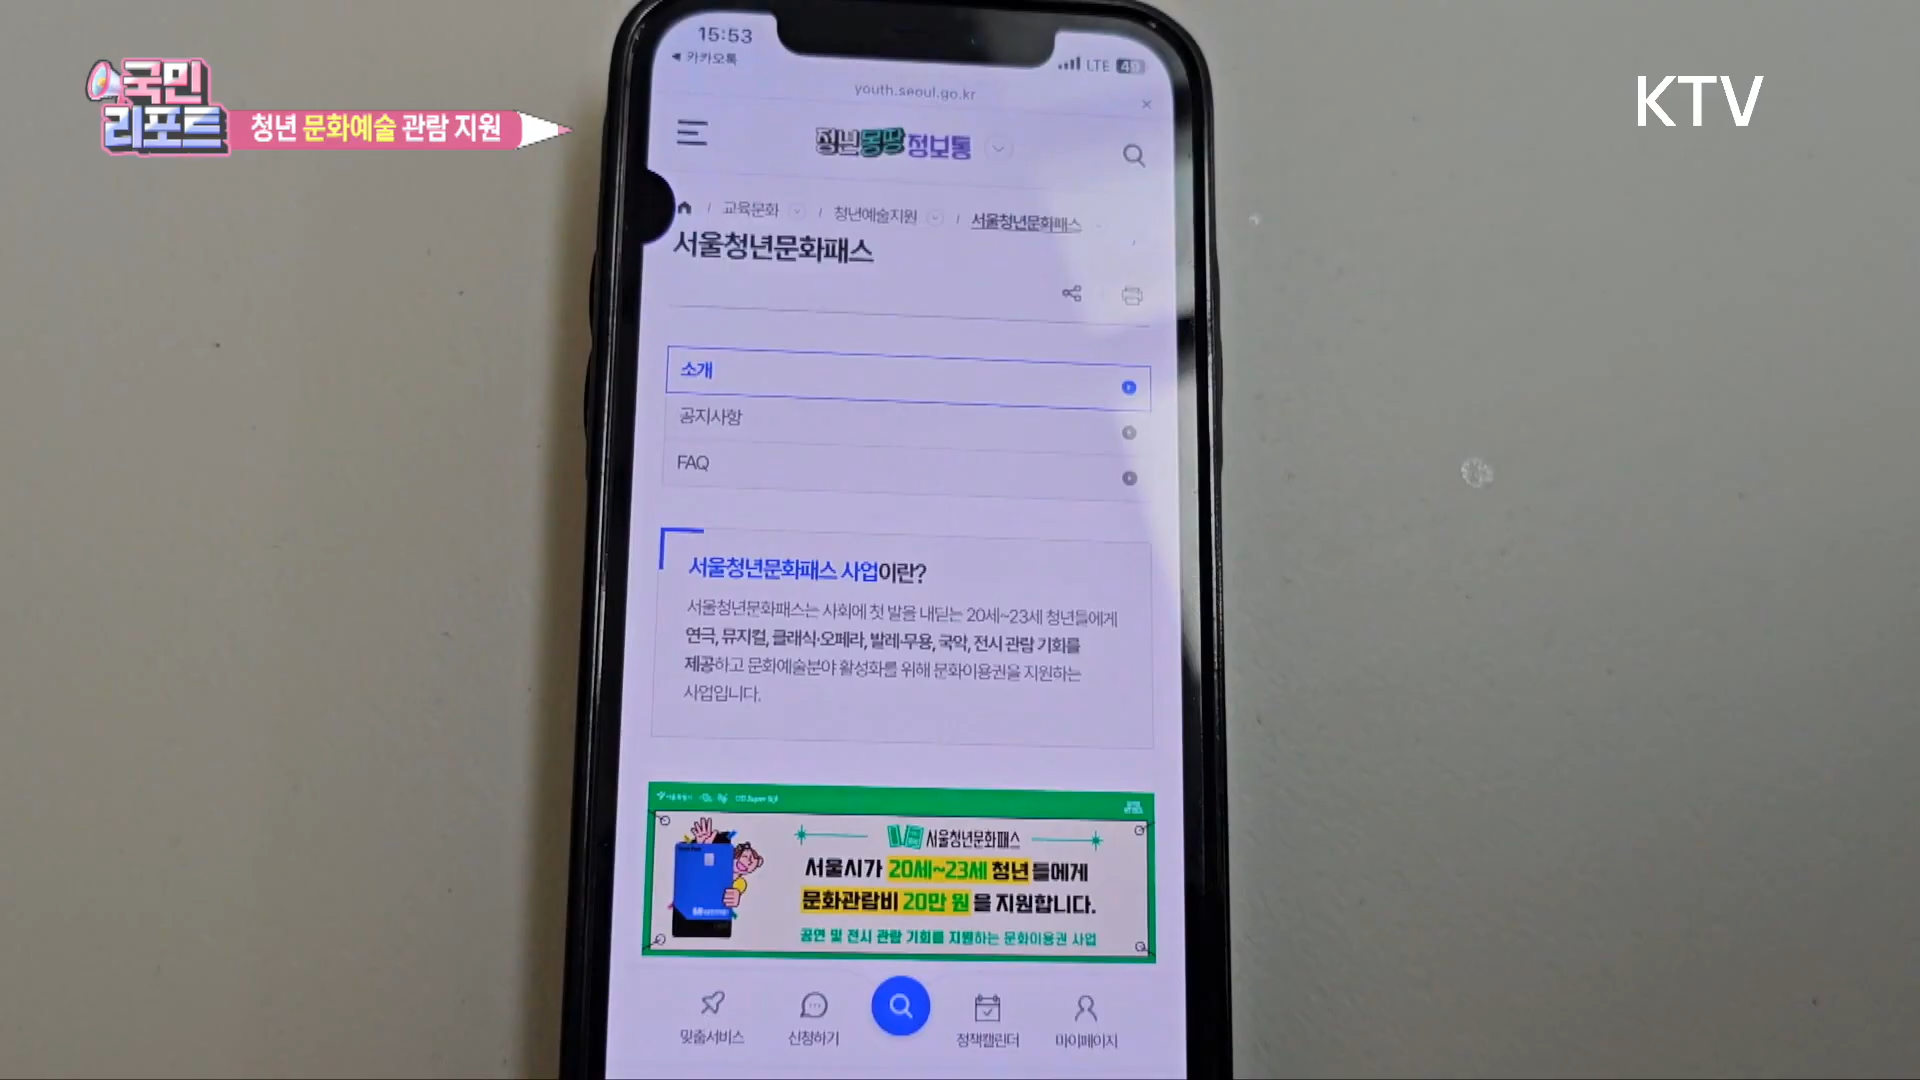 국민
리포트
청년 문화예술 관람 지원
KTV
15:53
◀ 카카오톡
LTE 49
youth.seoul.go.kr
청년몽땅정보통
/ 교육문화 / 청년예술지원 / 서울청년문화패스
서울청년문화패스
소개
공지사항
FAQ
서울청년문화패스 사업이란?
서울청년문화패스는 사회에 첫 발을 내딛는 20세~23세 청년들에게
연극, 뮤지컬, 클래식·오페라, 발레·무용, 국악, 전시 관람 기회를
제공하고 문화예술분야 활성화를 위해 문화이용권을 지원하는
사업입니다.
서울청년문화패스
서울시가 20세~23세 청년들에게
문화관람비 20만 원을 지원합니다.
공연 및 전시 관람 기회를 지원하는 문화이용권 사업
맞춤서비스
신청하기
정책캘린더
마이페이지